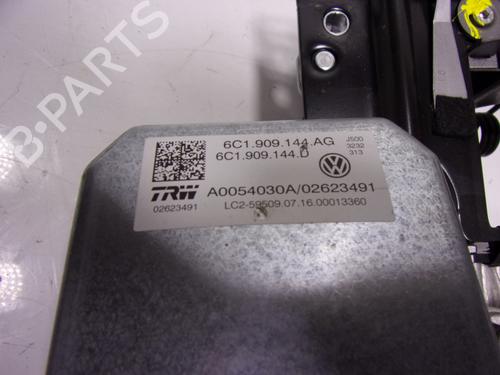 6C1.909.144.AG
6C1.909.144.D
J500
3232
313
TRW
02623491
A0054030A/02623491
LC2-59509.07.16.00013360
B-PARTS